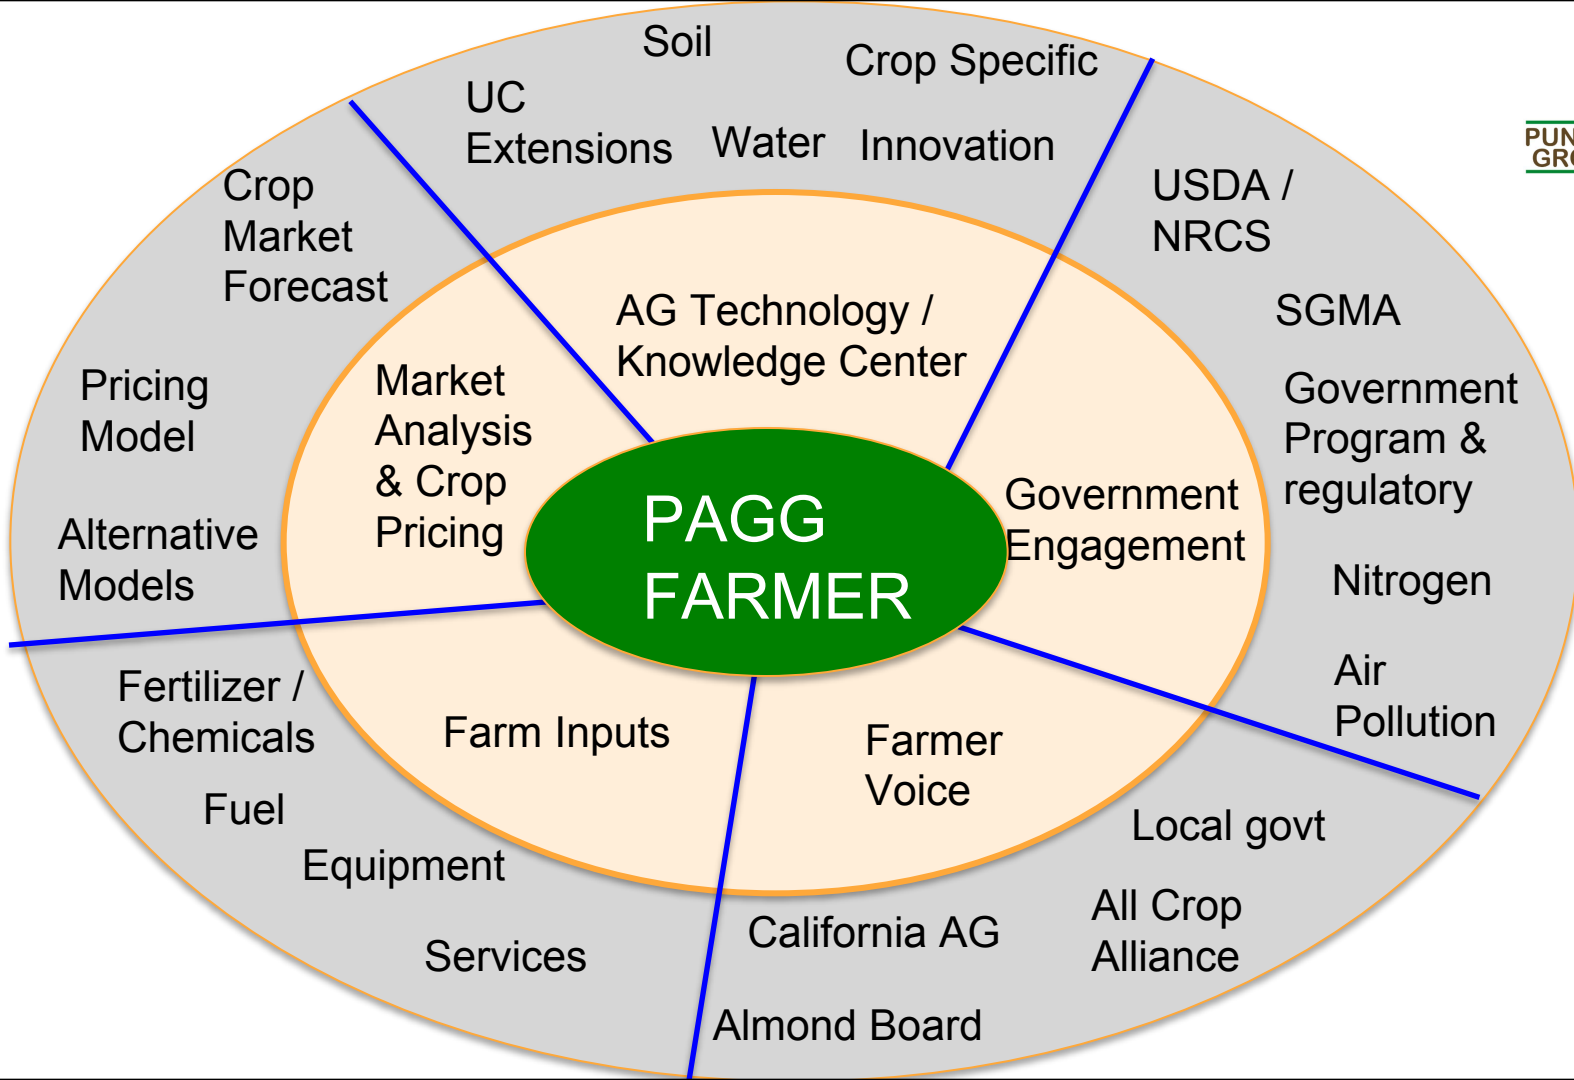 Soil
Crop Specific
UC
Extensions
Water
Innovation
Crop
Market
Forecast
USDA /
NRCS
SGMA
AG Technology /
Knowledge Center
Pricing
Model
Market
Analysis
& Crop
Pricing
Government
Program &
regulatory
Government
Engagement
PAGG
FARMER
Alternative
Models
Nitrogen
Air
Pollution
Fertilizer /
Chemicals
Farm Inputs
Farmer
Voice
Fuel
Equipment
Services
Local govt
All Crop
Alliance
California AG
Almond Board